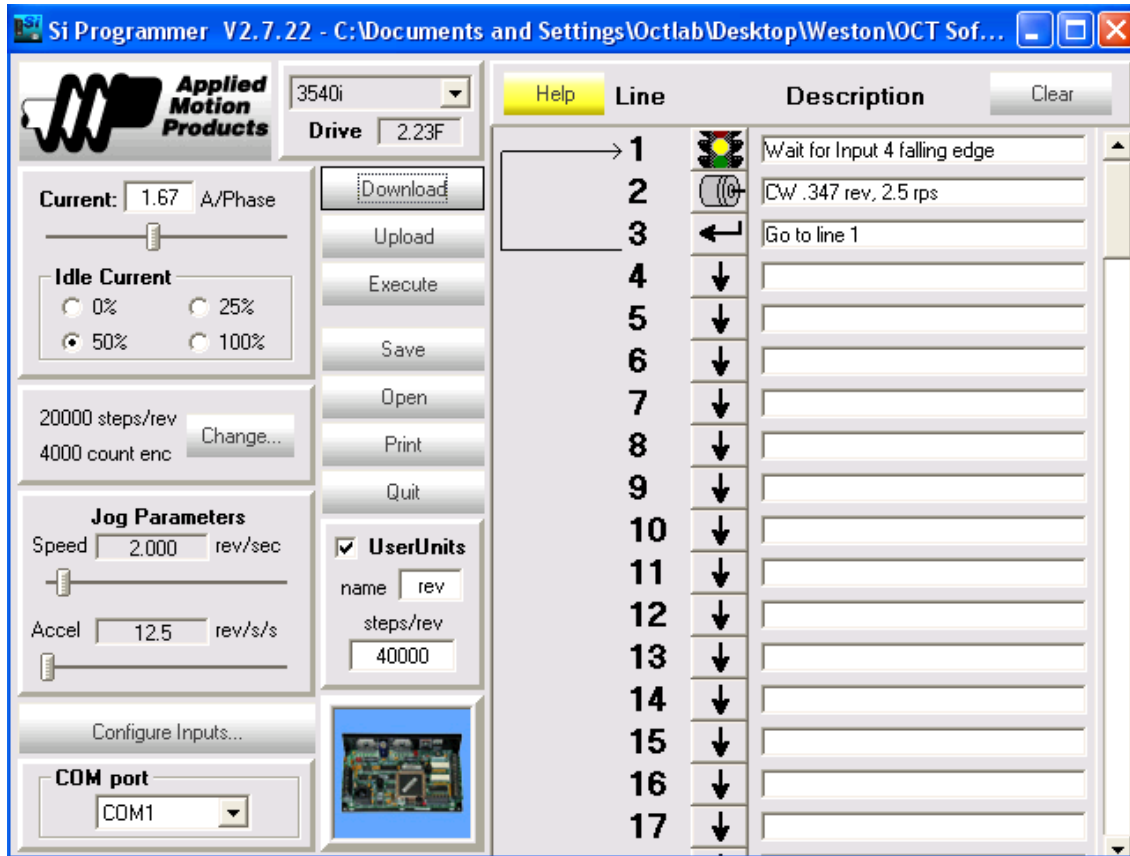 Si Programmer V2.7.22 - C:\Documents and Settings\Octlab\Desktop\Weston\OCT Sof...
Applied
Motion
Products
3540i
Drive 2.23F
Current: 1.67 A/Phase
Idle Current
0% 25%
50% 100%
20000 steps/rev
4000 count enc
Change...
Jog Parameters
Speed 2.000 rev/sec
Accel 12.5 rev/s/s
Configure Inputs...
COM port
COM1
Download
Upload
Execute
Save
Open
Print
Quit
UserUnits
name rev
steps/rev
40000
Help Line Description Clear
1 Wait for Input 4 falling edge
2 CW .347 rev, 2.5 rps
3 Go to line 1
4
5
6
7
8
9
10
11
12
13
14
15
16
17